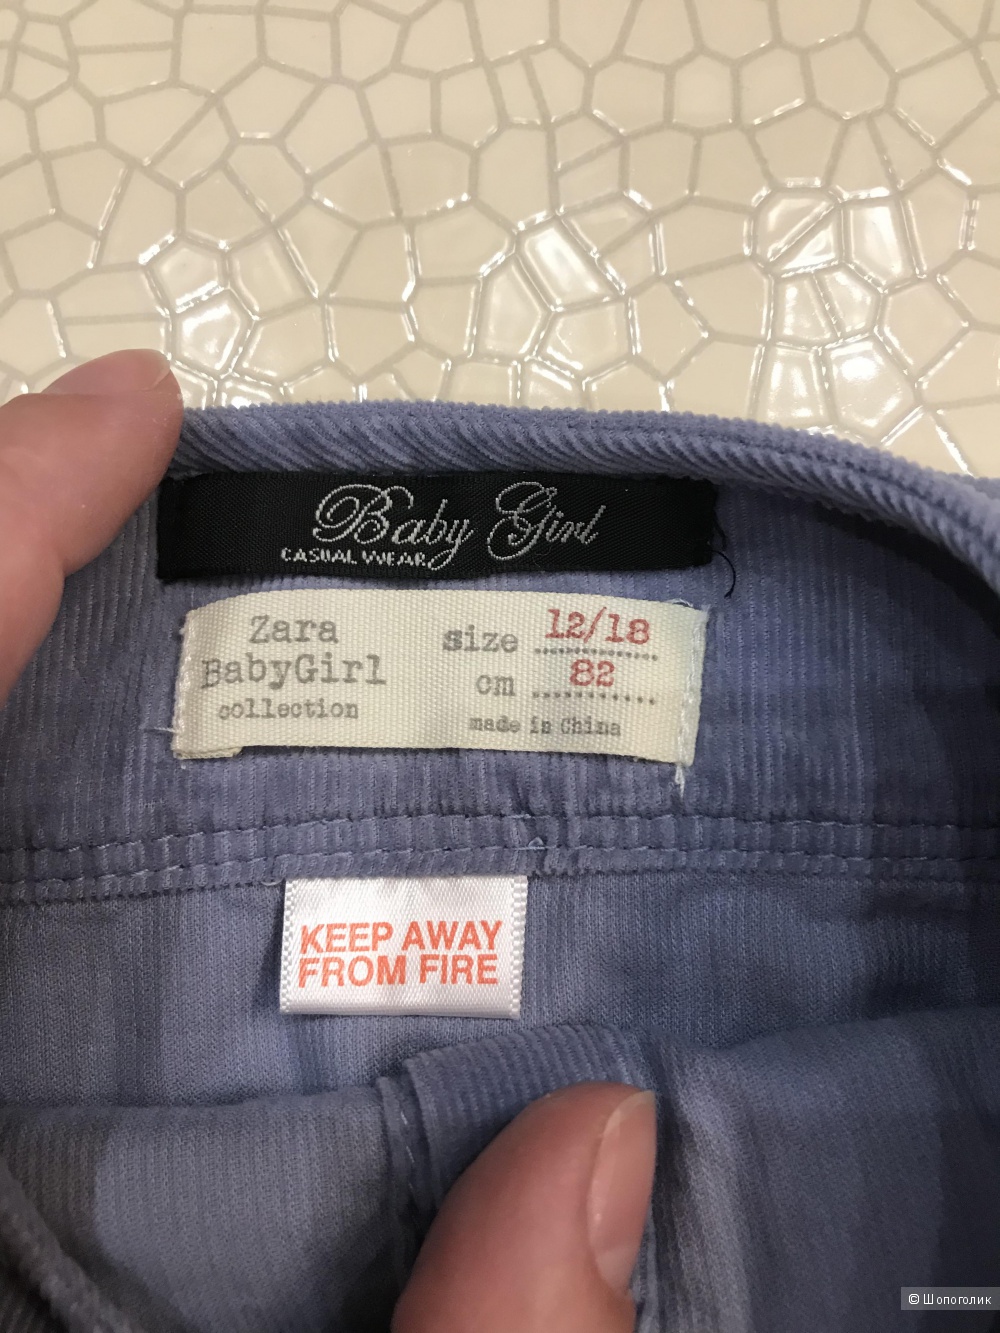 Baby Girl
CASUAL WEAR
Zara
BabyGirl
collection
size 12/18
cm 82
made in China
KEEP AWAY
FROM FIRE
© Шопоголик